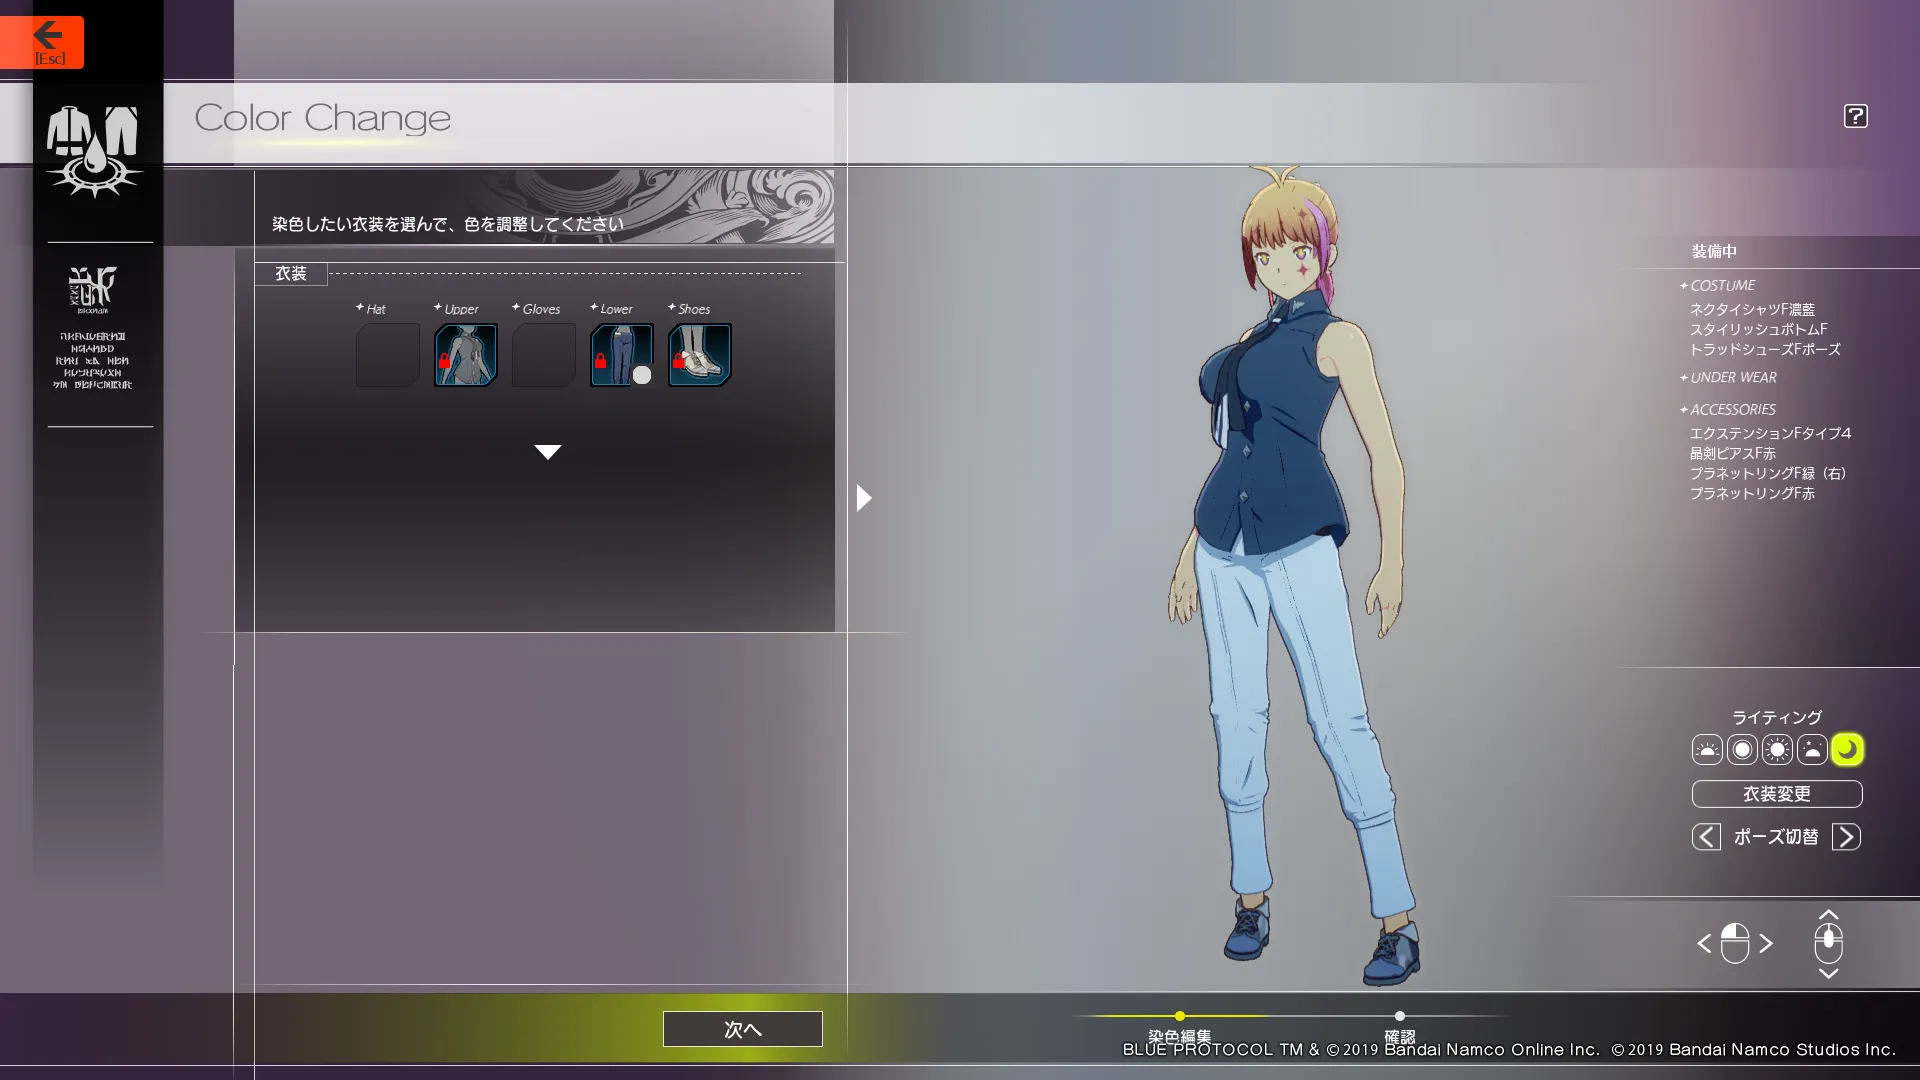 [Esc]
Color Change
?
染色したい衣装を選んで、色を調整してください
衣装
Hat
Upper
Gloves
Lower
Shoes
装備中
COSTUME
ネクタイシャツF濃藍
スタイリッシュボトムF
トラッドシューズFポーズ
UNDER WEAR
ACCESSORIES
エクステンションFタイプ4
晶剣ピアスF赤
プラネットリングF緑（右）
プラネットリングF赤
ライティング
衣装変更
ポーズ切替
次へ
染色編集
確認
BLUE PROTOCOL TM & ©2019 Bandai Namco Online Inc. ©2019 Bandai Namco Studios Inc.